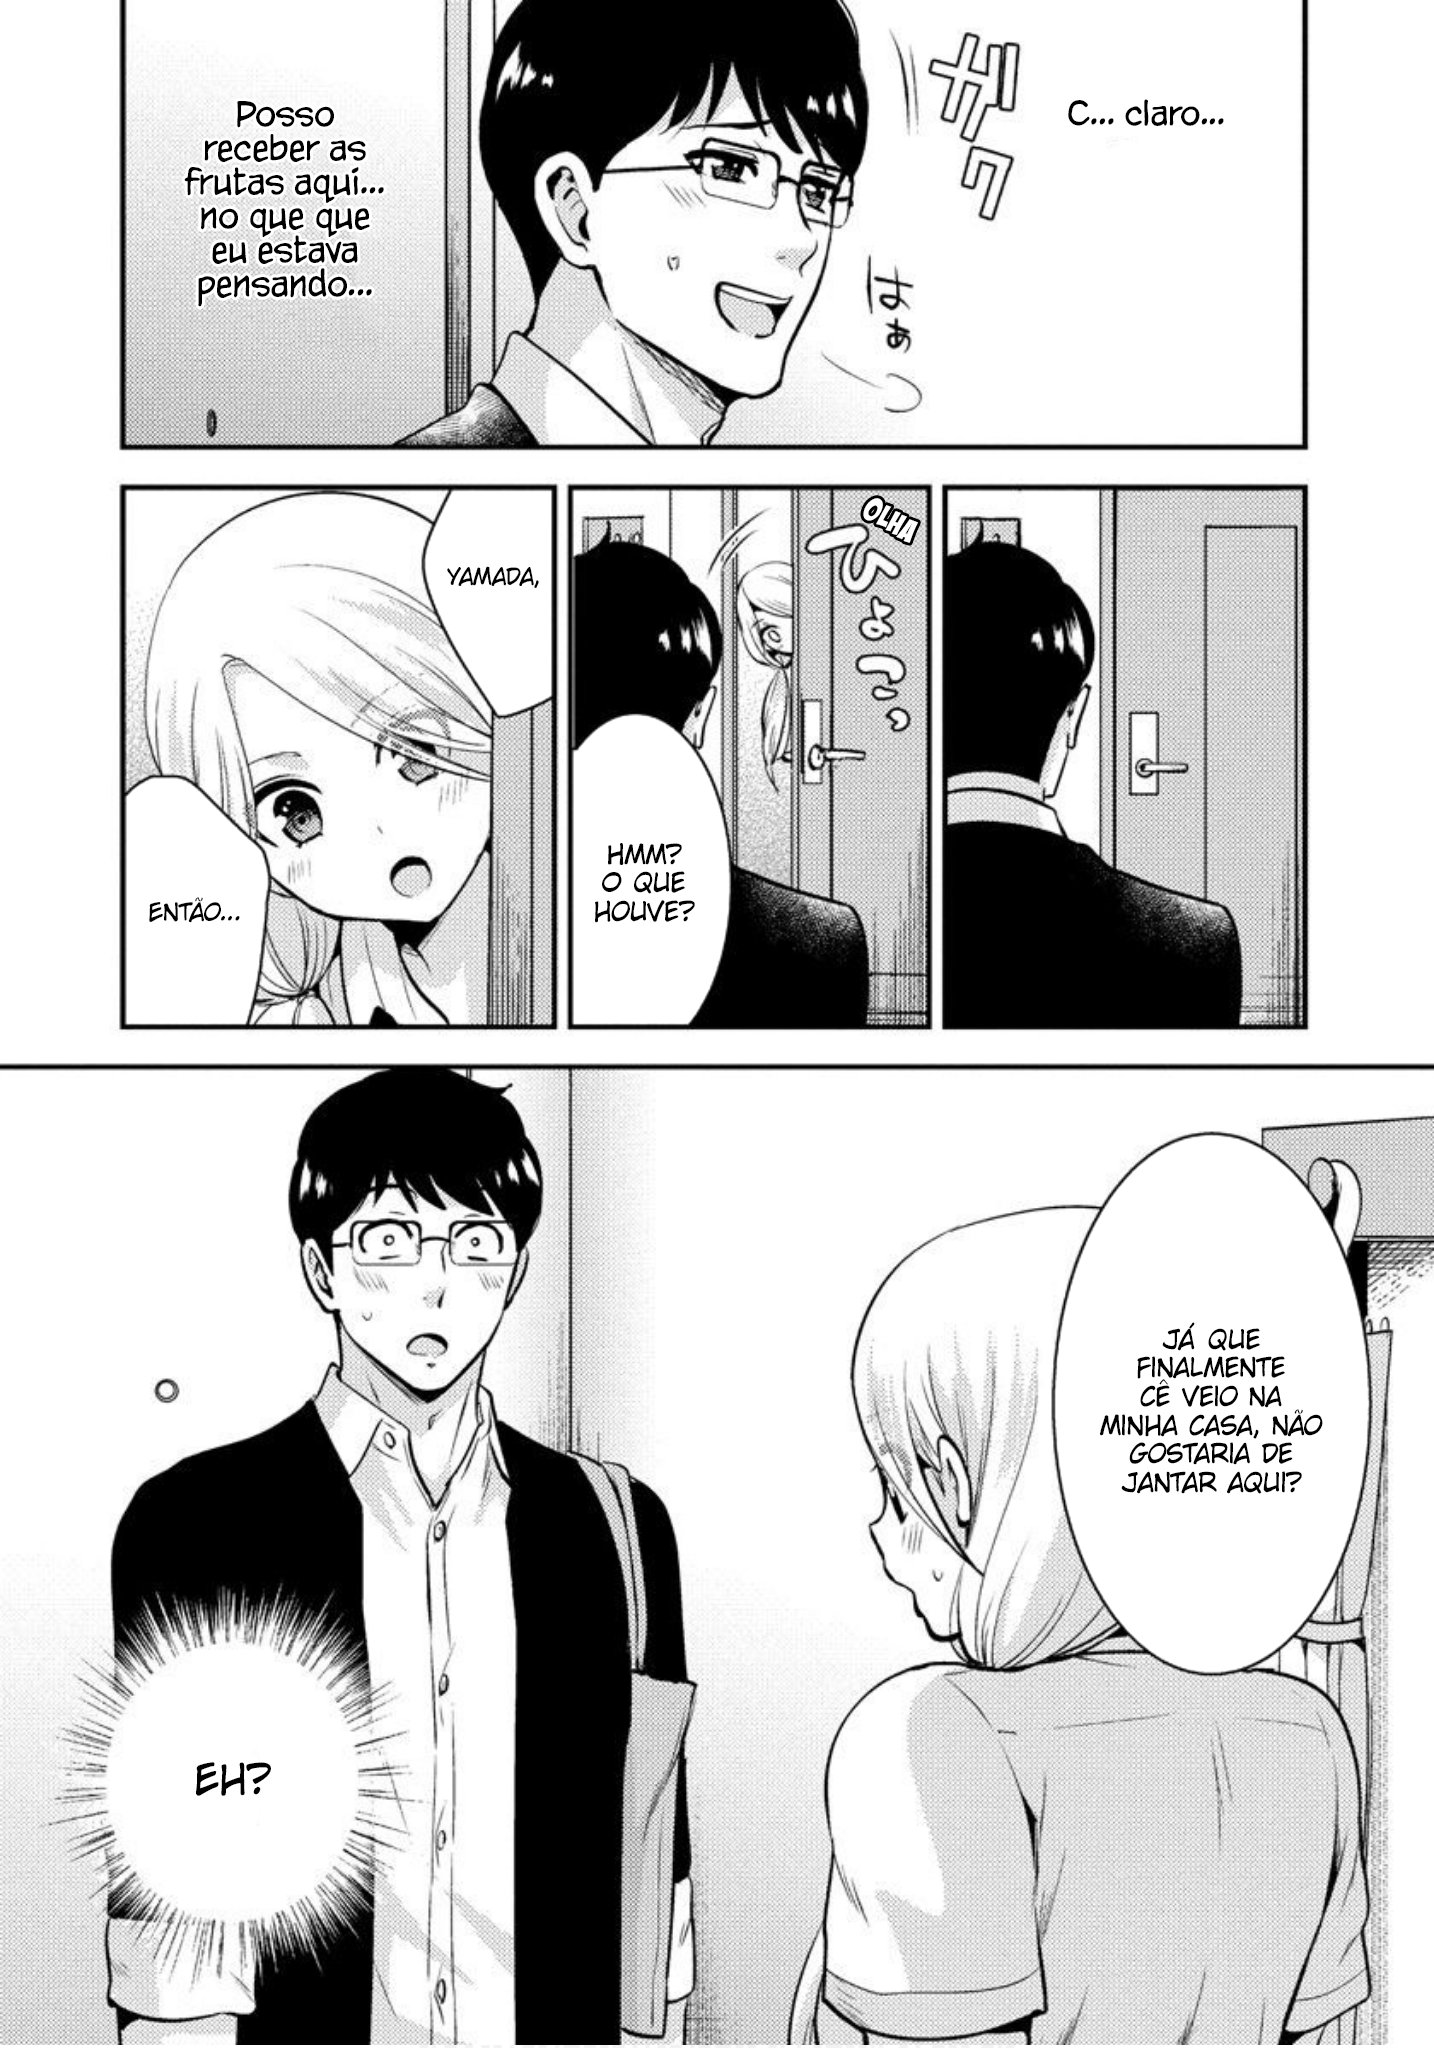 C... claro...
ガクッ
はぁ
Posso
receber as
frutas aqui...
no que que
eu estava
pensando...
OLHA
ひょこっ
HMM?
O QUE
HOUVE?
YAMADA,
ENTÃO...
JÁ QUE
FINALMENTE
CÊ VEIO NA
MINHA CASA, NÃO
GOSTARIA DE
JANTAR AQUI?
EH?